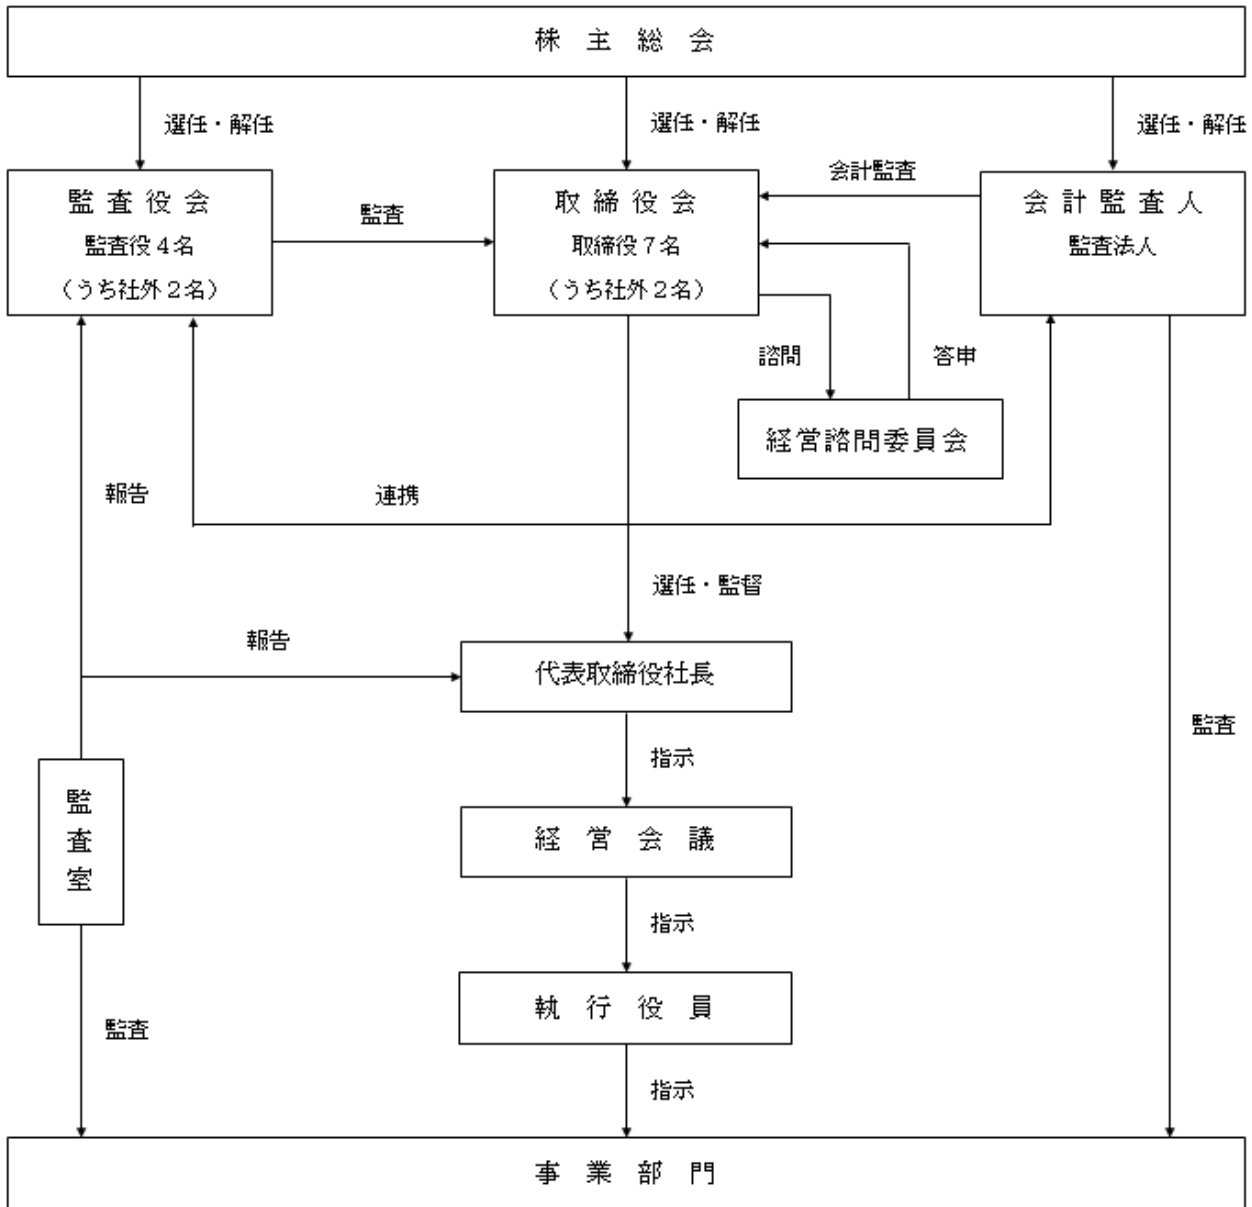 株主総会
選任・解任
選任・解任
選任・解任
監査役会
監査役4名
（うち社外2名）
監査
取締役会
取締役7名
（うち社外2名）
会計監査
会計監査人
監査法人
諮問
答申
経営諮問委員会
報告
連携
選任・監督
報告
代表取締役社長
監査
指示
監査室
経営会議
指示
執行役員
監査
指示
事業部門